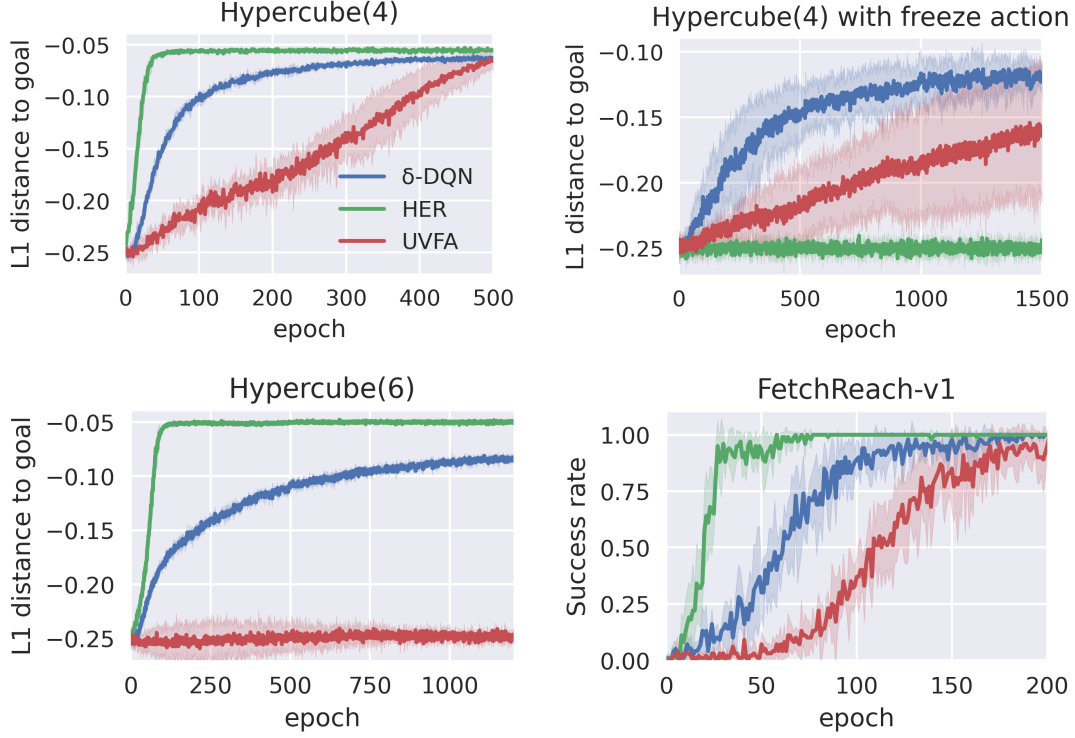 Hypercube(4)
L1 distance to goal
−0.05
−0.10
−0.15
−0.20
−0.25
δ-DQN
HER
UVFA
0 100 200 300 400 500
epoch
Hypercube(4) with freeze action
L1 distance to goal
−0.10
−0.15
−0.20
−0.25
0 500 1000 1500
epoch
Hypercube(6)
L1 distance to goal
−0.05
−0.10
−0.15
−0.20
−0.25
0 250 500 750 1000
epoch
FetchReach-v1
Success rate
1.00
0.75
0.50
0.25
0.00
0 50 100 150 200
epoch